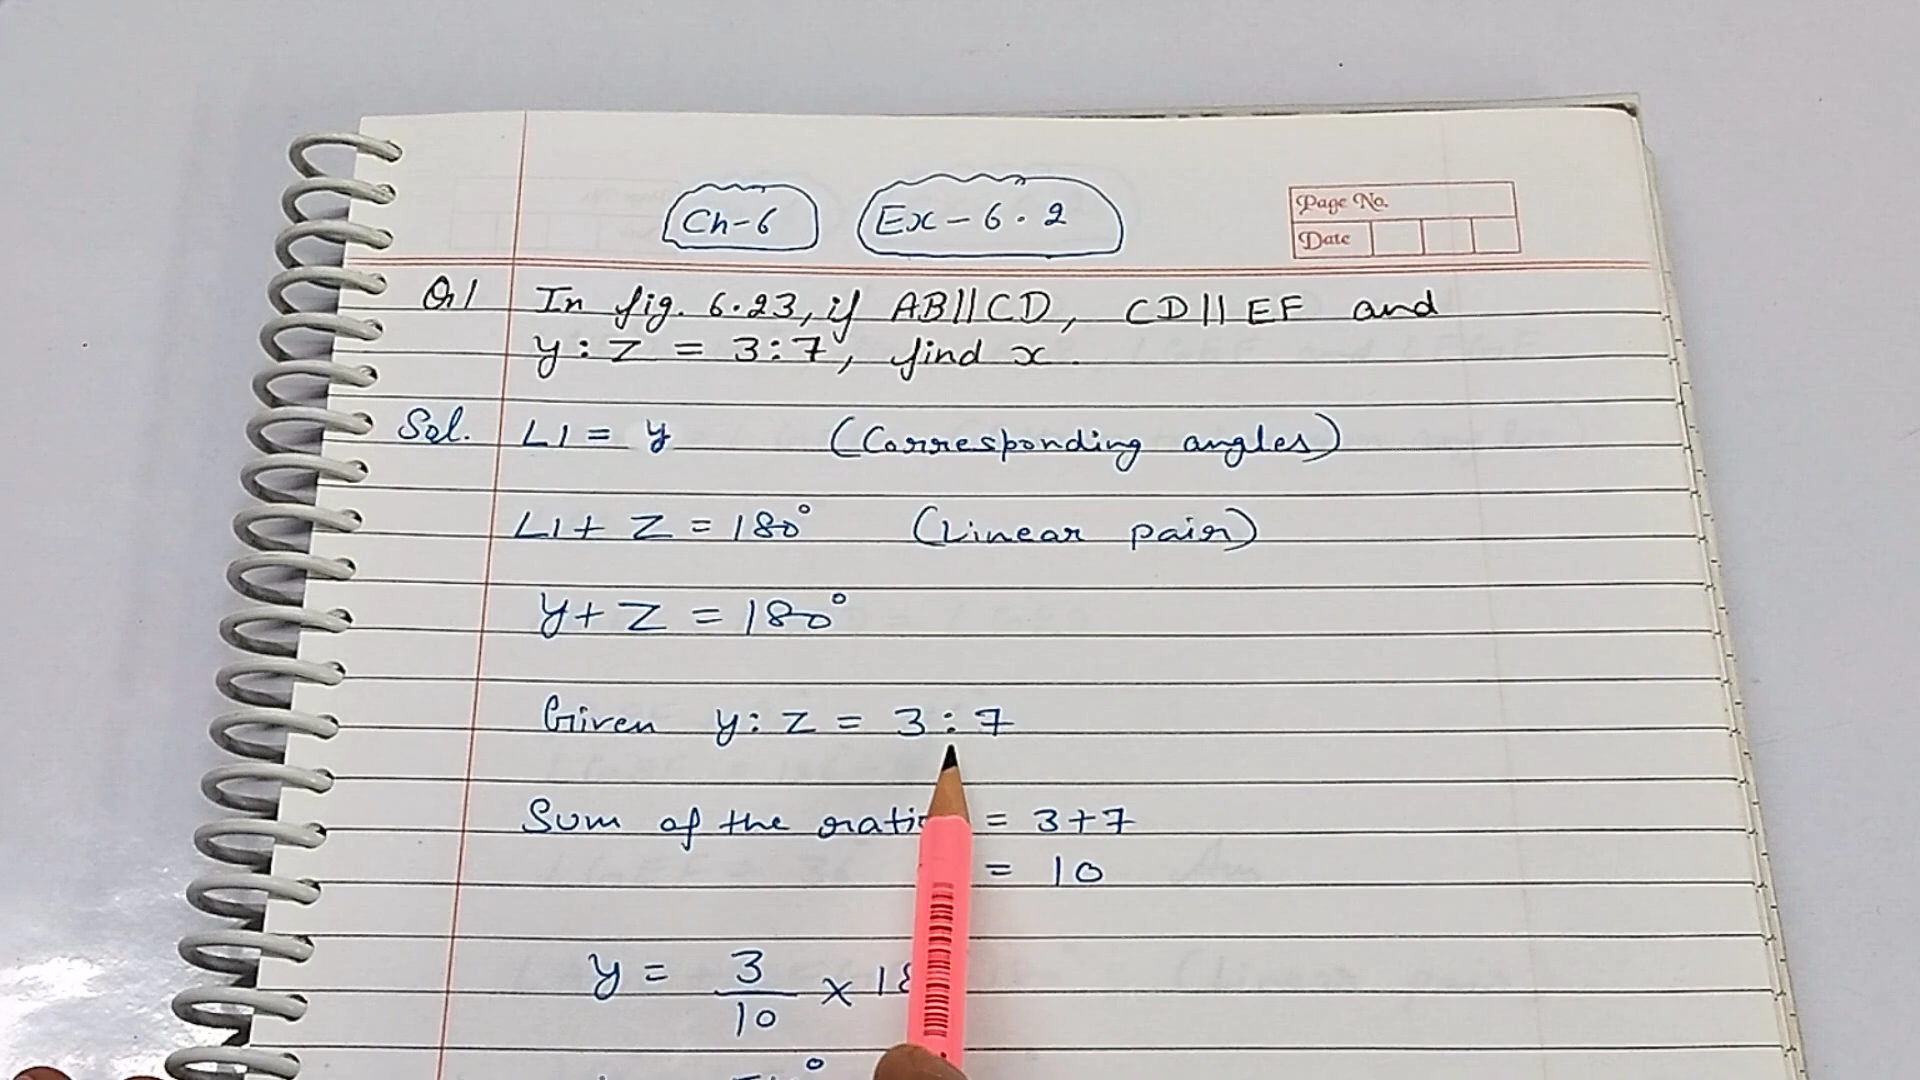 Ch-6 Ex-6.2
Page No.
Date
Q1 In fig. 6.23, if AB||CD, CD||EF and
y:z = 3:7, find x.
Sol. ∠1 = y (Corresponding angles)
∠1 + z = 180° (Linear pair)
y + z = 180°
Given y:z = 3:7
Sum of the = 3+7
= 10
y = 3/10 ×